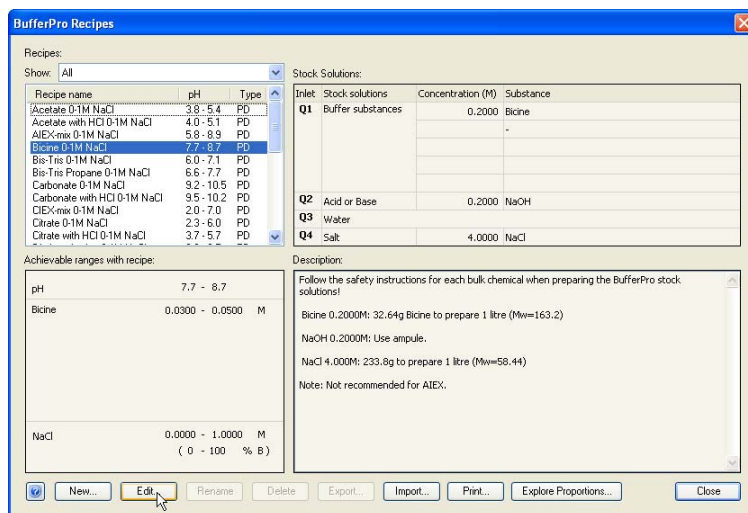 BufferPro Recipes
Recipes:
Show: All
Recipe name pH Type
Acetate 0-1M NaCl 3.8 - 5.4 PD
Acetate with HCl 0-1M NaCl 4.0 - 5.1 PD
AIEX-mix 0-1M NaCl 5.8 - 8.9 PD
Bicine 0-1M NaCl 7.7 - 8.7 PD
Bis-Tris 0-1M NaCl 6.0 - 7.1 PD
Bis-Tris Propane 0-1M NaCl 6.6 - 7.7 PD
Carbonate 0-1M NaCl 9.2 - 10.5 PD
Carbonate with HCl 0-1M NaCl 9.5 - 10.2 PD
CIEX-mix 0-1M NaCl 2.0 - 7.0 PD
Citrate 0-1M NaCl 2.3 - 6.0 PD
Citrate with HCl 0-1M NaCl 3.7 - 5.7 PD
Stock Solutions:
Inlet Stock solutions Concentration (M) Substance
Q1 Buffer substances 0.2000 Bicine
-
Q2 Acid or Base 0.2000 NaOH
Q3 Water
Q4 Salt 4.0000 NaCl
Achievable ranges with recipe:
pH 7.7 - 8.7
Bicine 0.0300 - 0.0500 M
NaCl 0.0000 - 1.0000 M
( 0 - 100 % B )
Description:
Follow the safety instructions for each bulk chemical when preparing the BufferPro stock
solutions!
Bicine 0.2000M: 32.64g Bicine to prepare 1 litre (Mw=163.2)
NaOH 0.2000M: Use ampule.
NaCl 4.000M: 233.8g to prepare 1 litre (Mw=58.44)
Note: Not recommended for AIEX.
? New... Edit... Rename Delete Export... Import... Print... Explore Proportions... Close